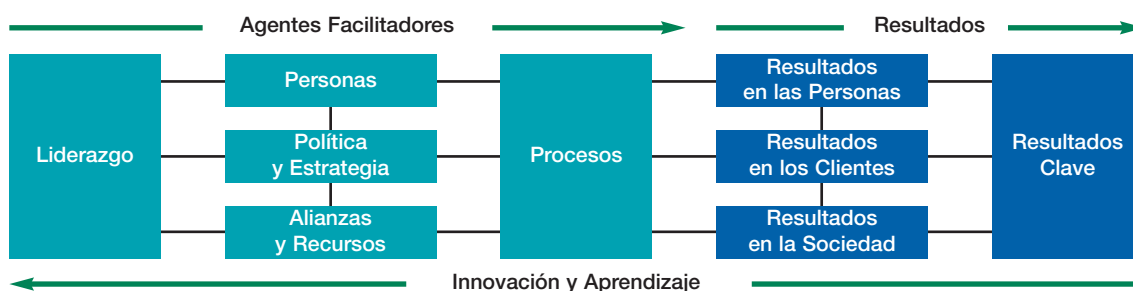 Agentes Facilitadores
Resultados
Liderazgo
Personas
Política
y Estrategia
Alianzas
y Recursos
Procesos
Resultados
en las Personas
Resultados
en los Clientes
Resultados
en la Sociedad
Resultados
Clave
Innovación y Aprendizaje